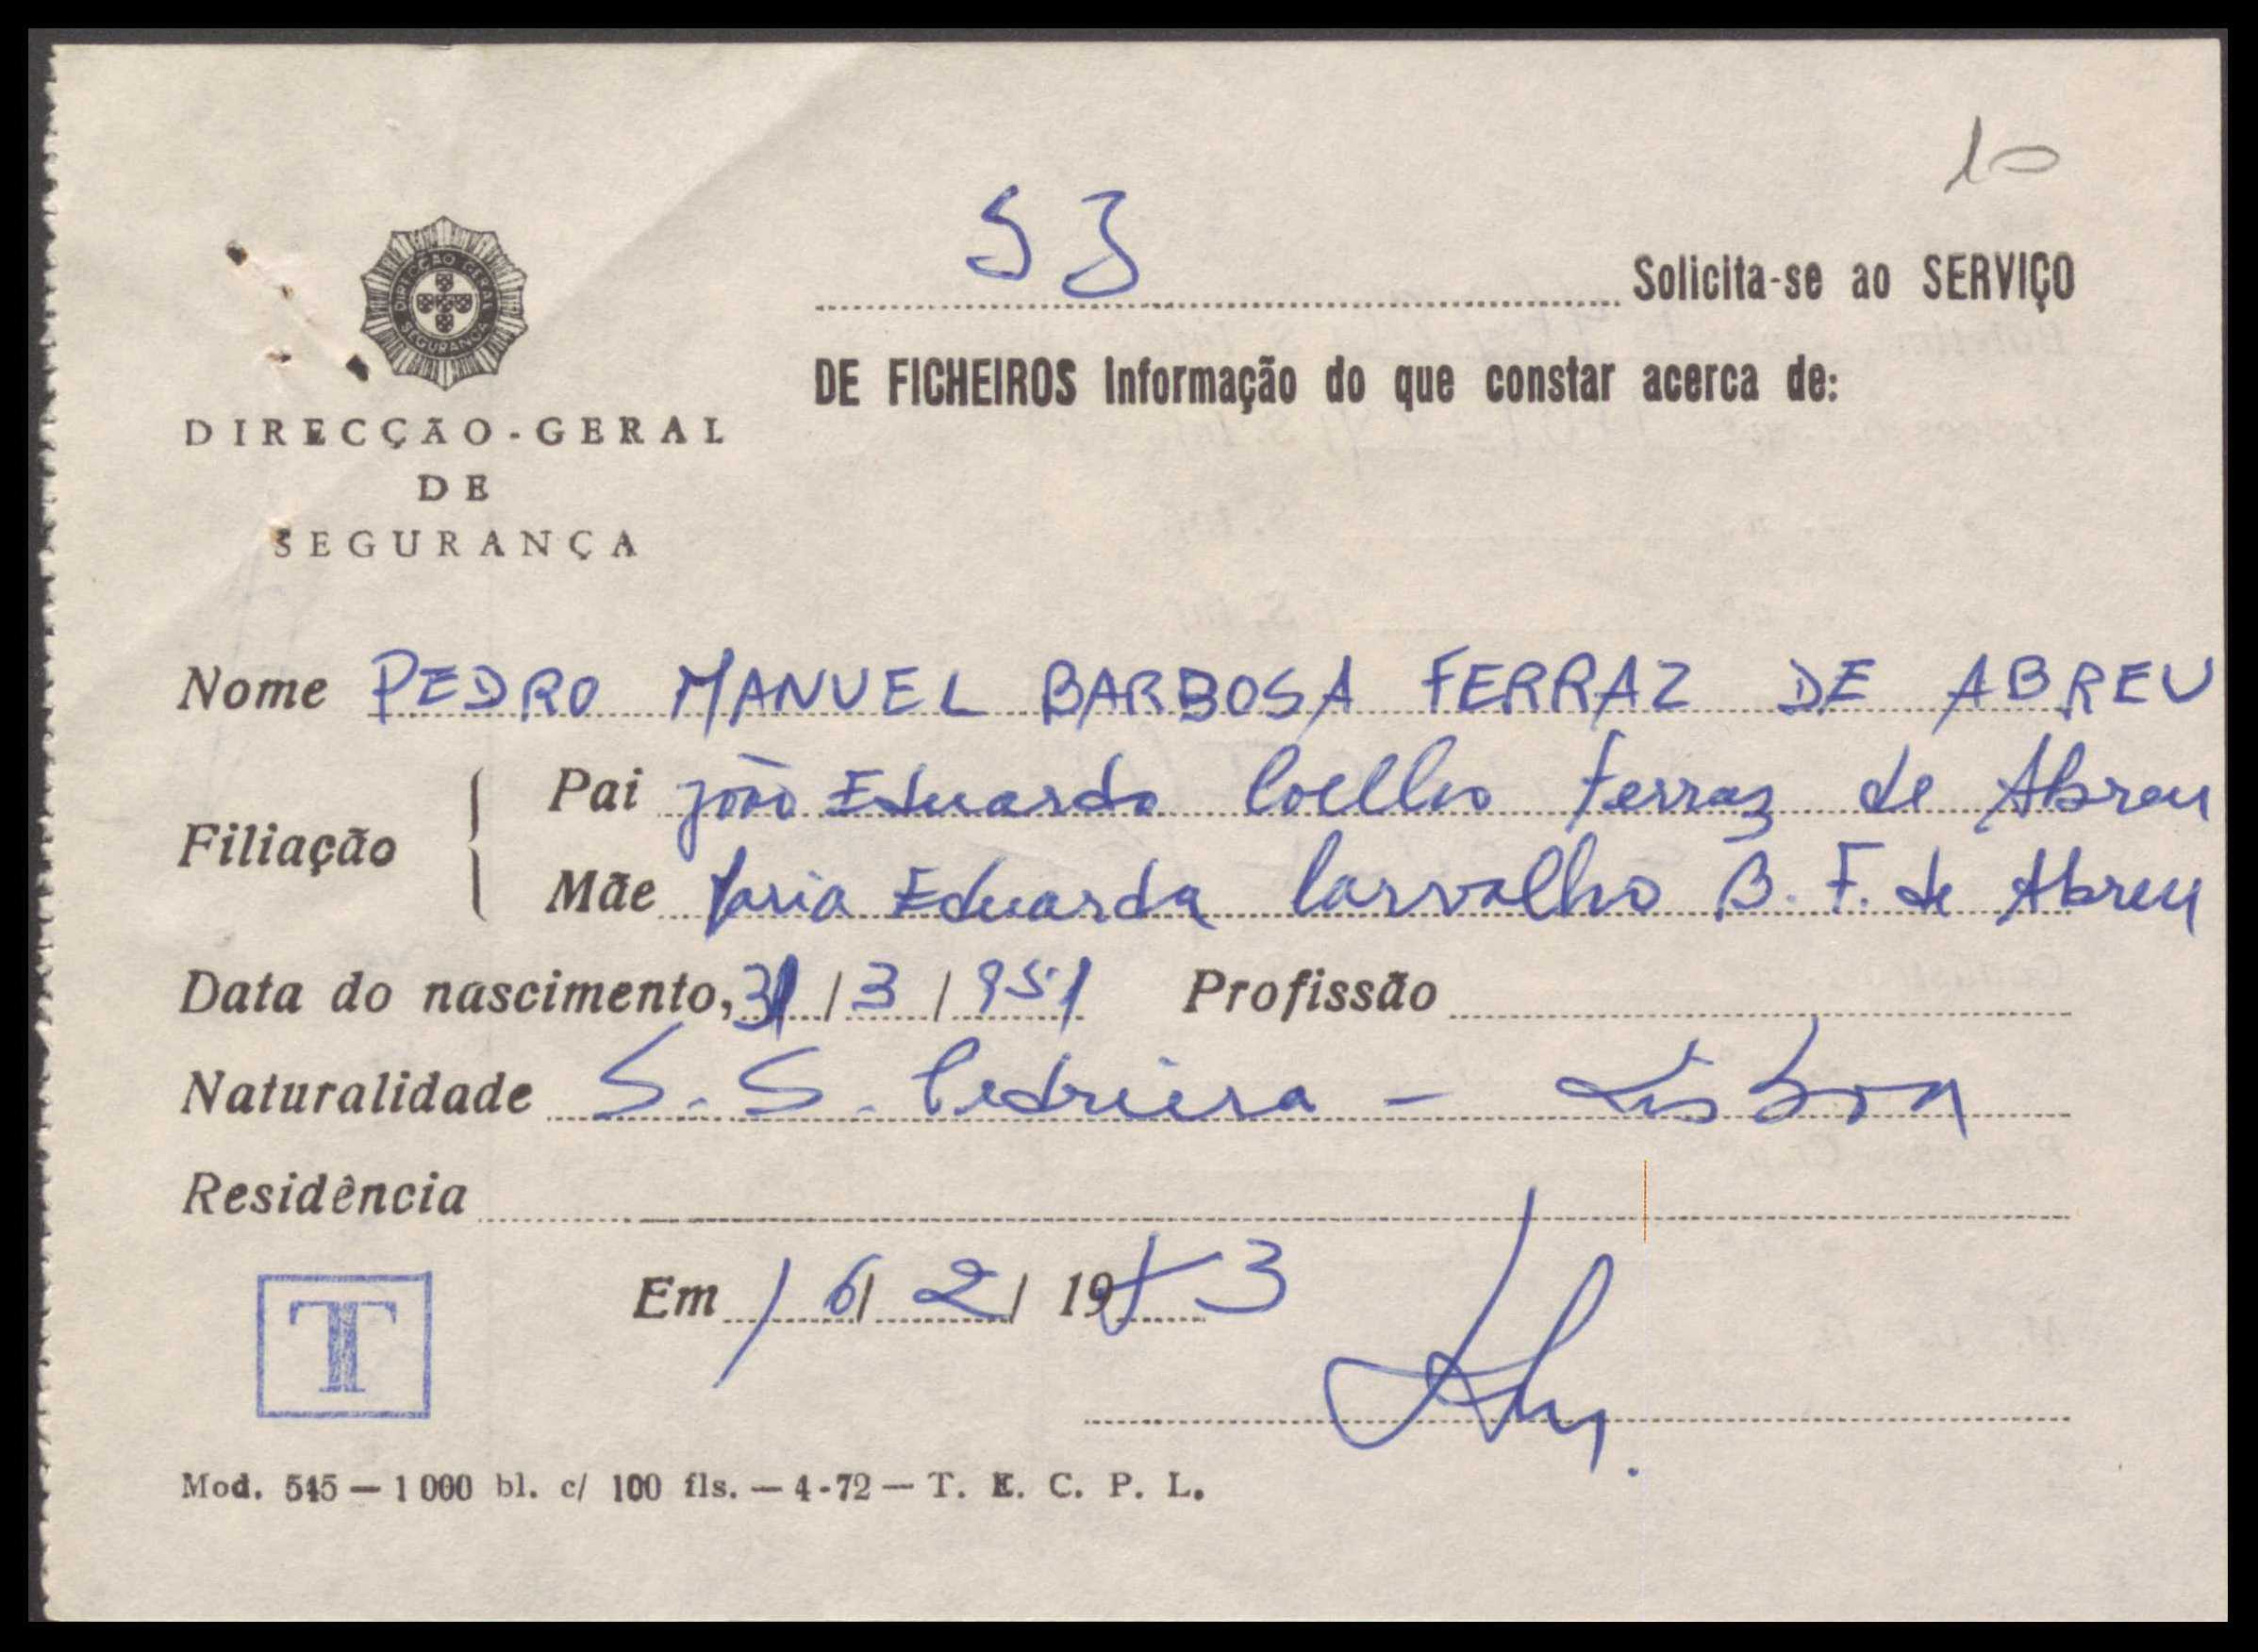 10
53
Solicita-se ao SERVIÇO
DE FICHEIROS informação do que constar acerca de:
DIRECÇÃO GERAL SEGURANÇA
DIRECÇÃO-GERAL
DE
SEGURANÇA
Nome PEDRO MANUEL BARBOSA FERRAZ DE ABREU
Filiação
Pai João Eduardo Coelho Ferraz de Abreu
Mãe Maria Eduarda Carvalho B. F. de Abreu
Data do nascimento, 31/3/951 Profissão
Naturalidade S. S. Pedreira - Lisboa
Residência
Em 16/2/1973
T
Mod. 545 — 1 000 bl. c/ 100 fls. — 4-72 — T. E. C. P. L.